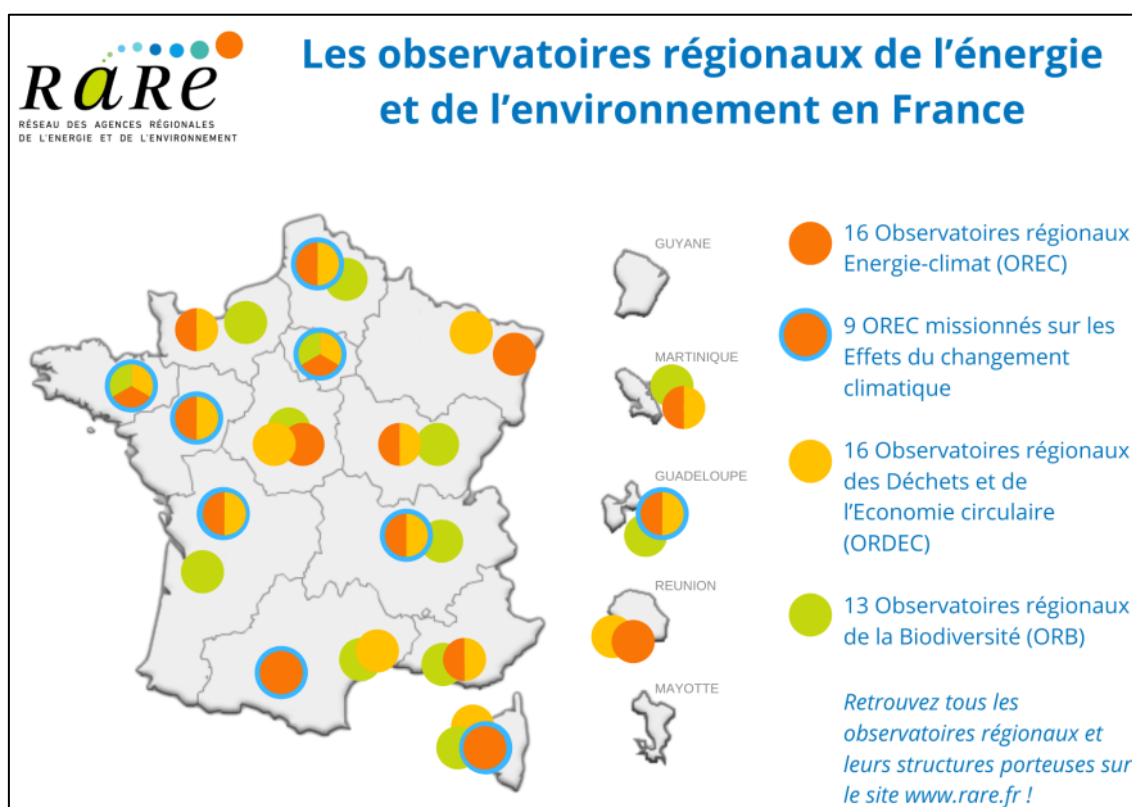 RaRe
RÉSEAU DES AGENCES RÉGIONALES
DE L'ENERGIE ET DE L'ENVIRONNEMENT
Les observatoires régionaux de l'énergie
et de l'environnement en France
GUYANE
MARTINIQUE
GUADELOUPE
REUNION
MAYOTTE
16 Observatoires régionaux
Energie-climat (OREC)
9 OREC missionnés sur les
Effets du changement
climatique
16 Observatoires régionaux
des Déchets et de
l'Economie circulaire
(ORDEC)
13 Observatoires régionaux
de la Biodiversité (ORB)
Retrouvez tous les
observatoires régionaux et
leurs structures porteuses sur
le site www.rare.fr !